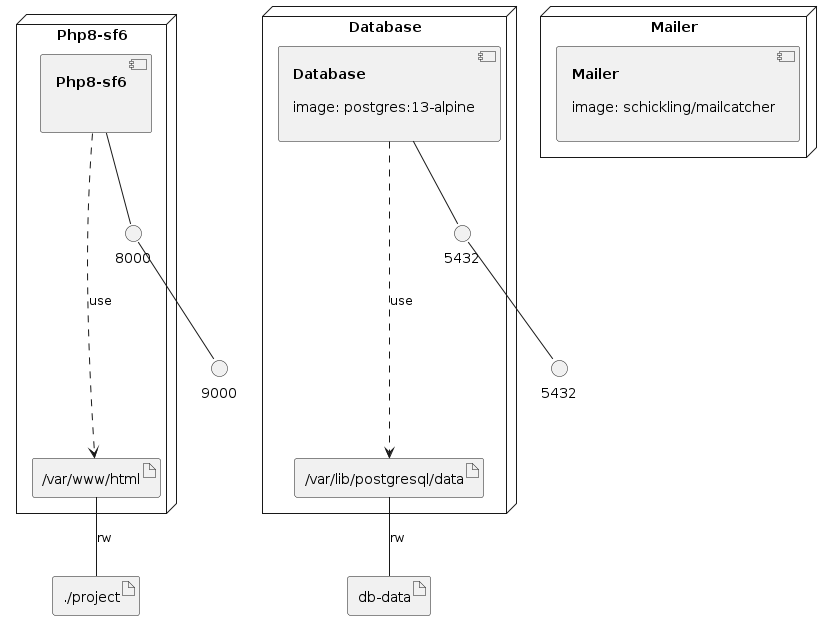 Php8-sf6
Php8-sf6
8000
use
9000
/var/www/html
rw
./project
Database
Database
image: postgres:13-alpine
5432
use
5432
/var/lib/postgresql/data
rw
db-data
Mailer
Mailer
image: schickling/mailcatcher